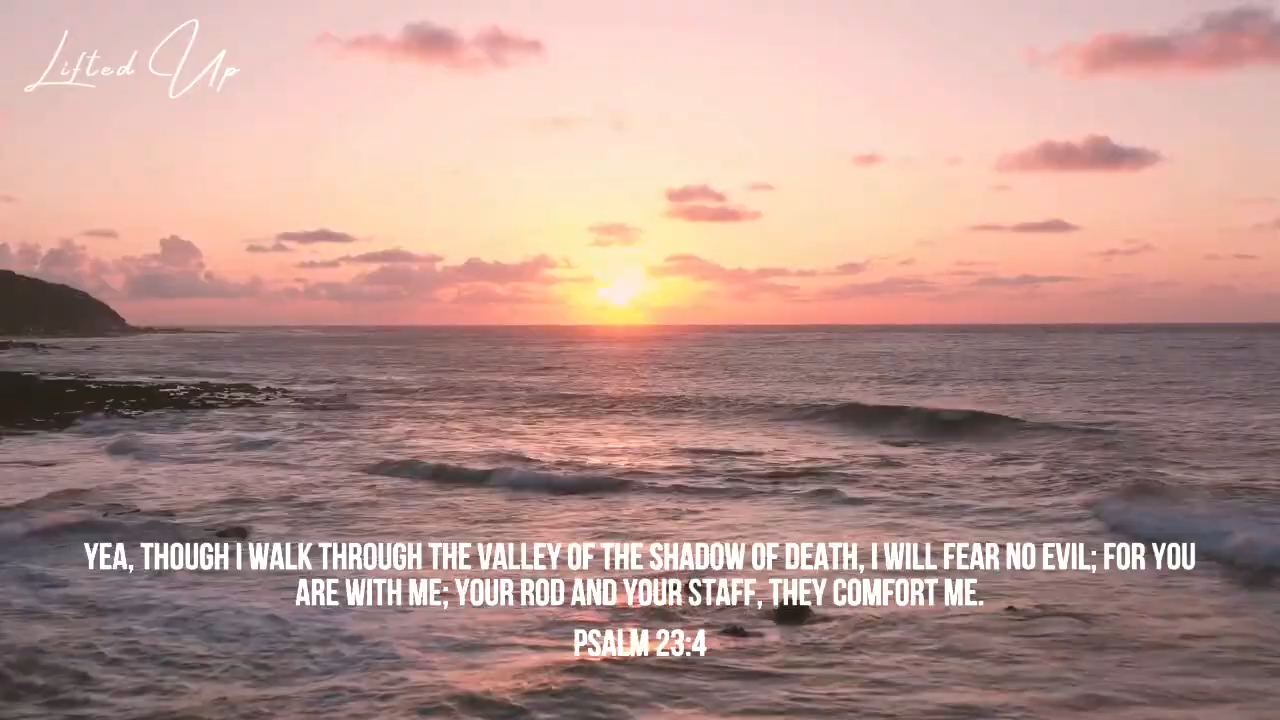 Lifted Up
YEA, THOUGH I WALK THROUGH THE VALLEY OF THE SHADOW OF DEATH, I WILL FEAR NO EVIL; FOR YOU
ARE WITH ME; YOUR ROD AND YOUR STAFF, THEY COMFORT ME.
PSALM 23:4